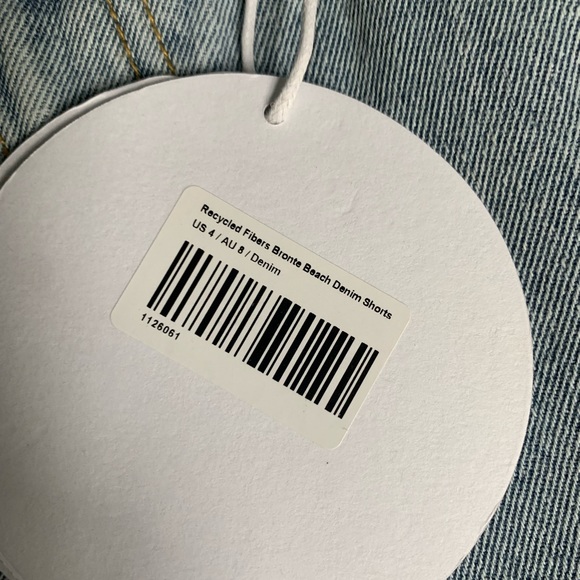 Recycled Fibers Bronte Beach Denim Shorts
US 4 / AU 8 / Denim
1126061